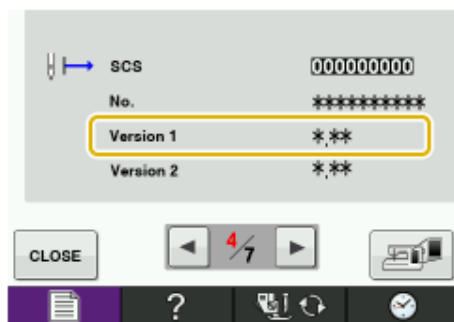 SCS 000000000
No. **********
Version 1 *.**
Version 2 *.**
CLOSE 4/7
?